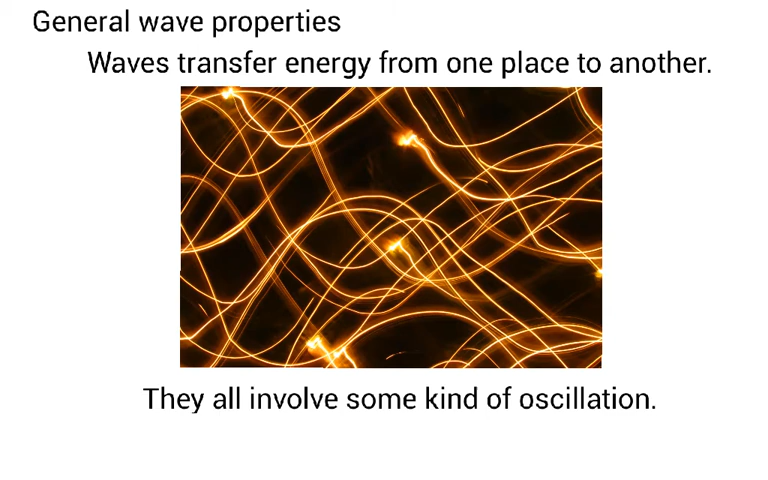 General wave properties
Waves transfer energy from one place to another.
They all involve some kind of oscillation.